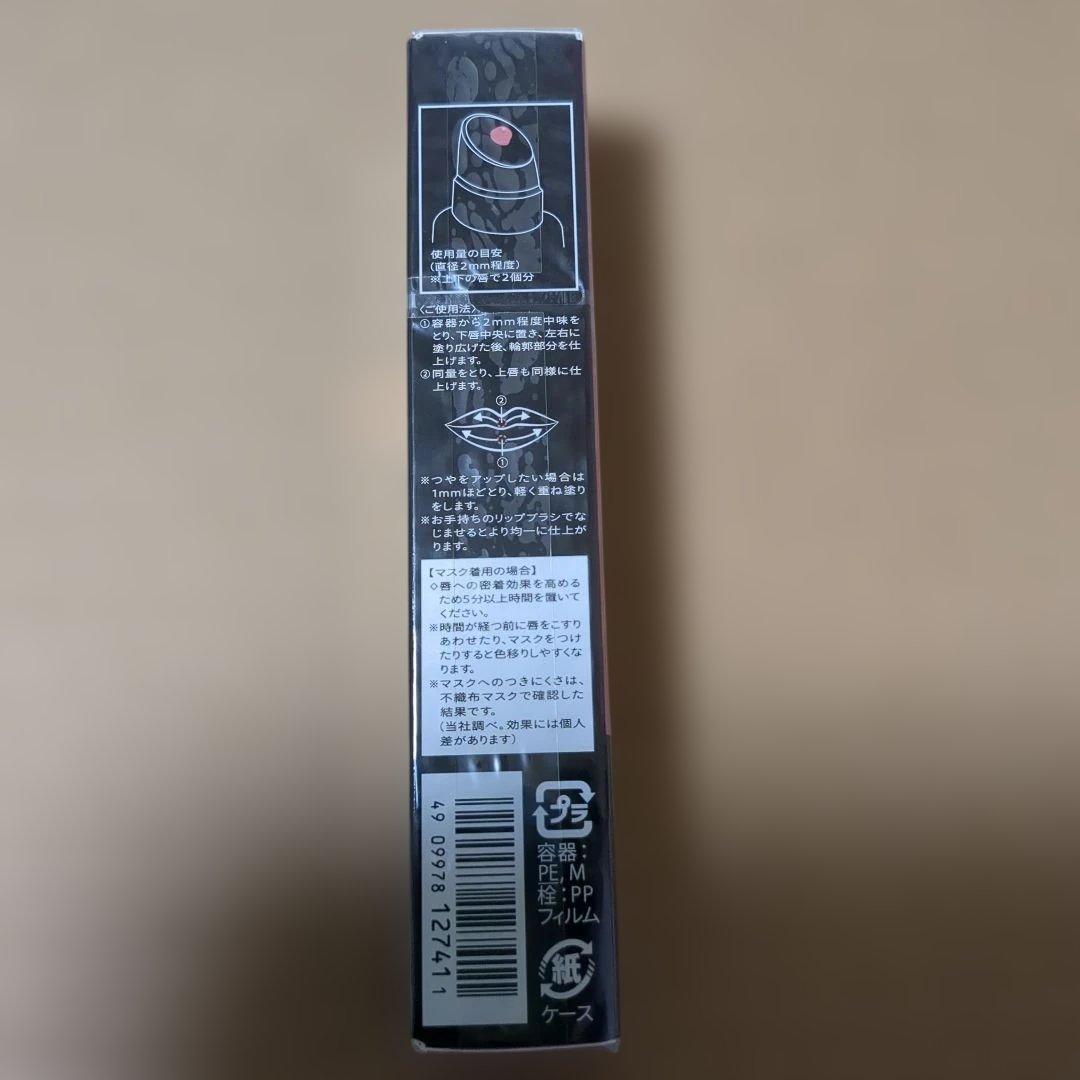 使用量の目安
(直径2mm程度)
※上下の唇で2個分
〈ご使用法〉
①容器から2mm程度中味を
とり、下唇中央に置き、左右に
塗り広げた後、輪郭部分を仕
上げます。
②同量をとり、上唇も同様に仕
上げます。
②
①
※つやをアップしたい場合は
1mmほどとり、軽く重ね塗り
をします。
※お手持ちのリップブラシでな
じませるとより均一に仕上が
ります。
【マスク着用の場合】
◇唇への密着効果を高める
ため5分以上時間を置いて
ください。
※時間が経つ前に唇をこすり
あわせたり、マスクをつけ
たりすると色移りしやすくな
ります。
※マスクへのつきにくさは、
不織布マスクで確認した
結果です。
(当社調べ。効果には個人
差があります)
49 09978 127411
プラ
容器:
PE, M
栓:PP
フィルム
紙
ケース